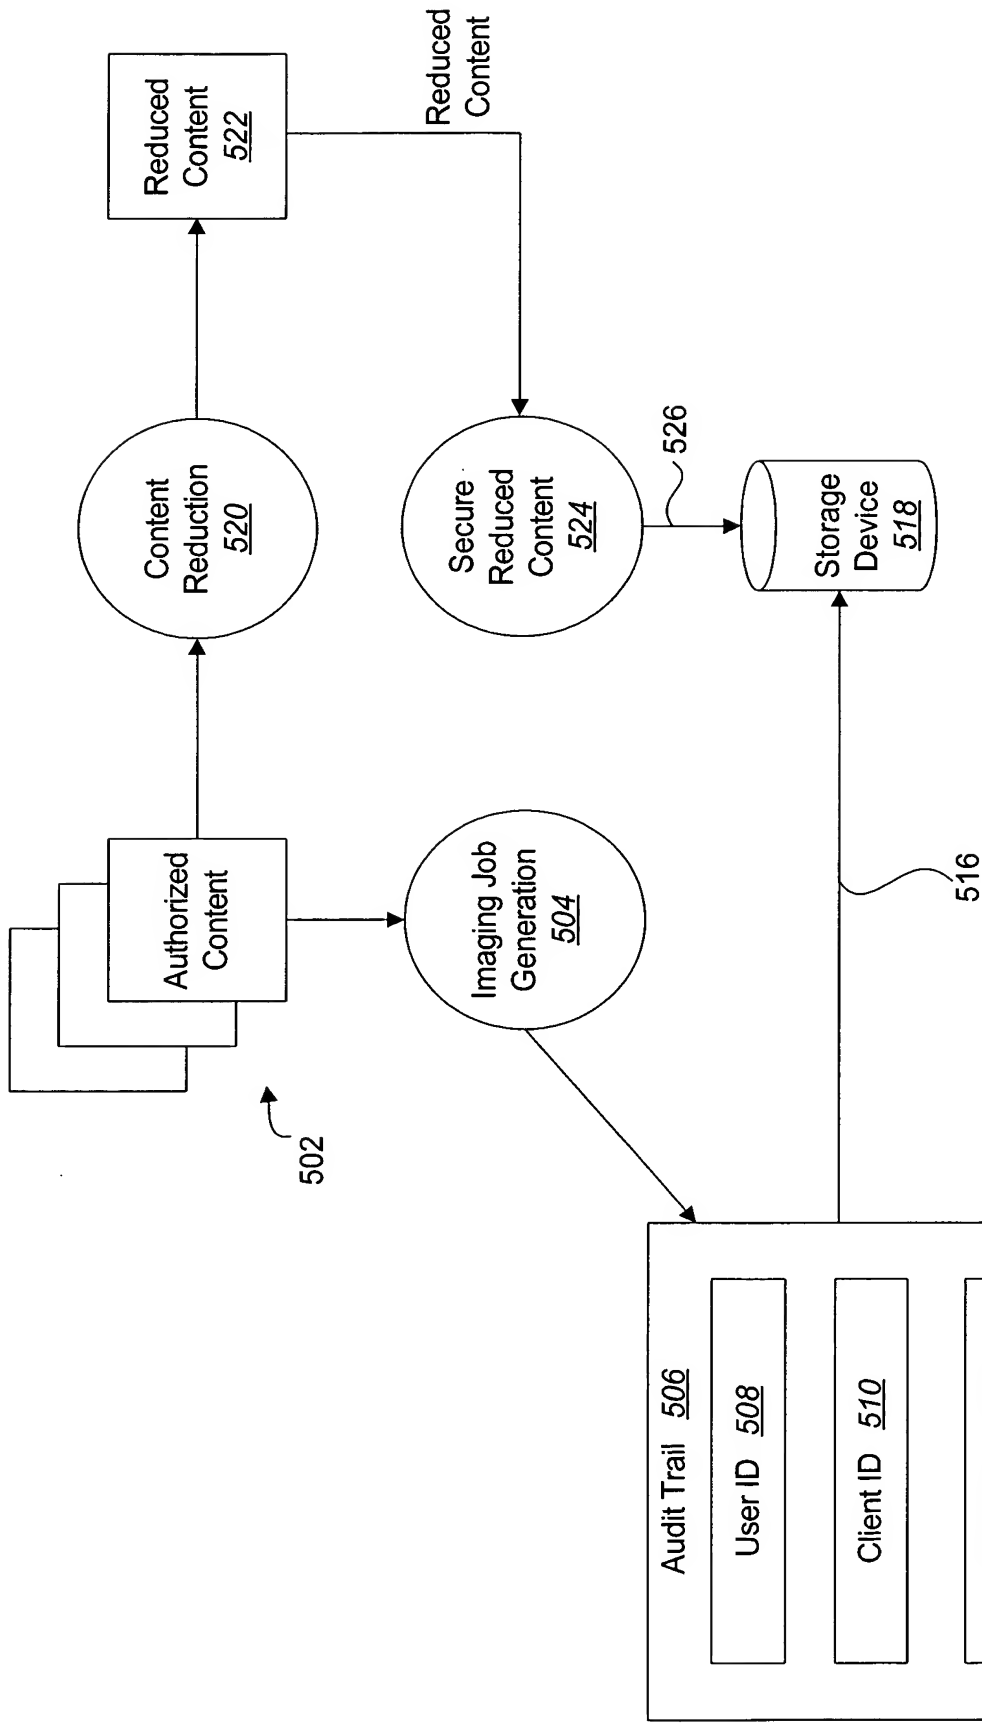 Authorized
Content
502
Content
Reduction
520
Reduced
Content
522
Reduced
Content
Imaging Job
Generation
504
Secure
Reduced
Content
524
526
Audit Trail 506
User ID 508
Client ID 510
516
Storage
Device
518